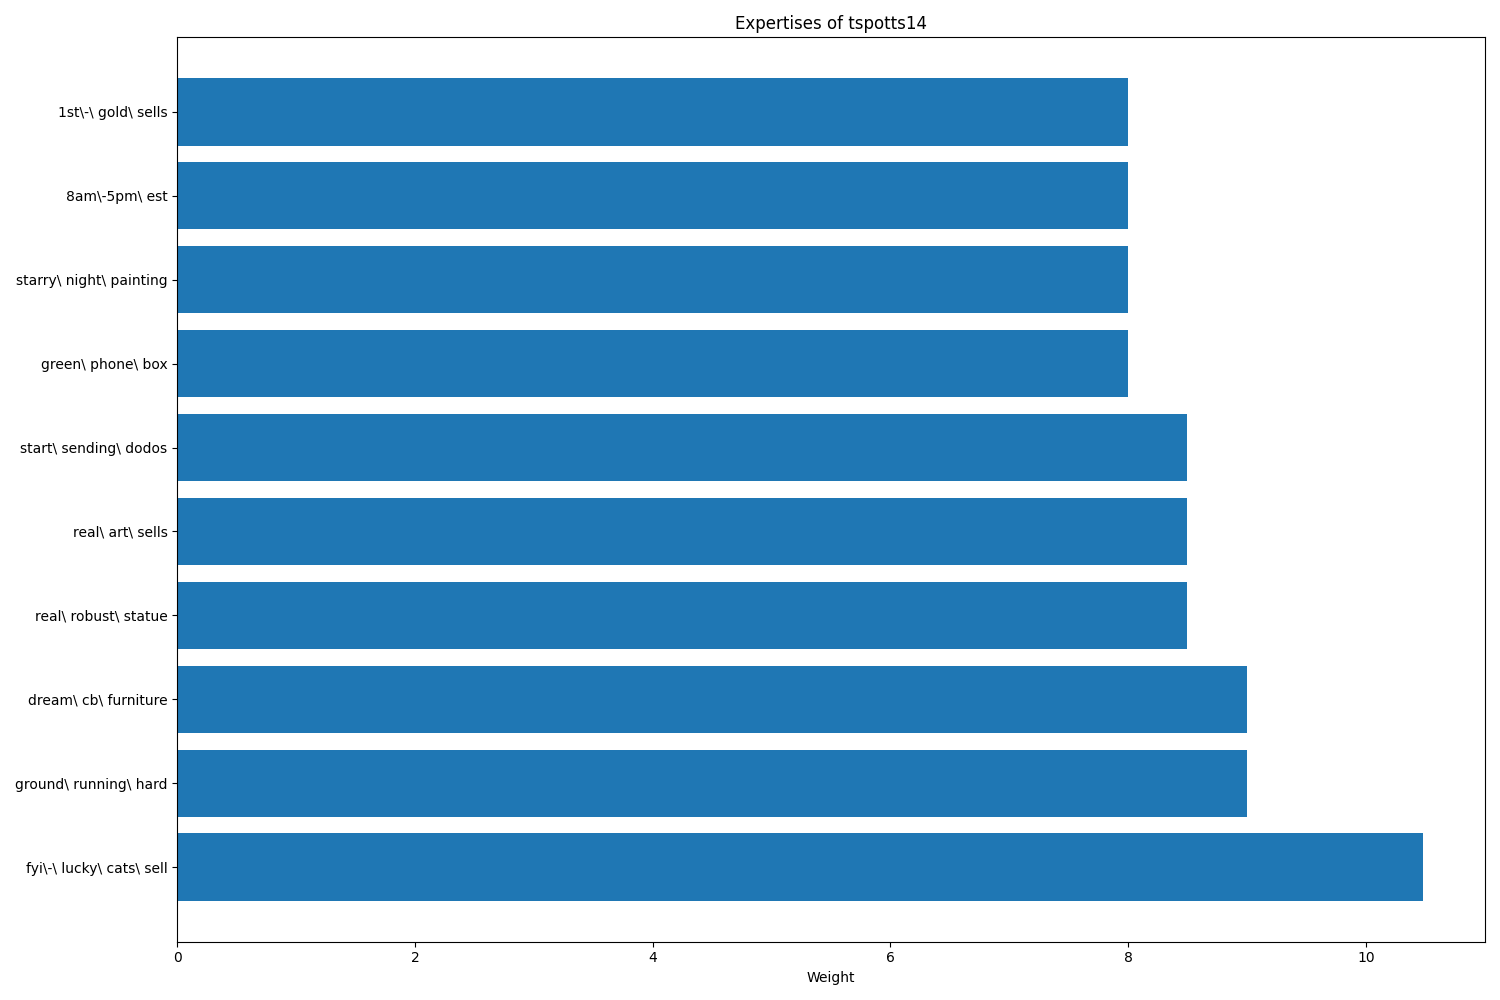 Expertises of tspotts14
1st\-\ gold\ sells
8am\-5pm\ est
starry\ night\ painting
green\ phone\ box
start\ sending\ dodos
real\ art\ sells
real\ robust\ statue
dream\ cb\ furniture
ground\ running\ hard
fyi\-\ lucky\ cats\ sell
0 2 4 6 8 10
Weight